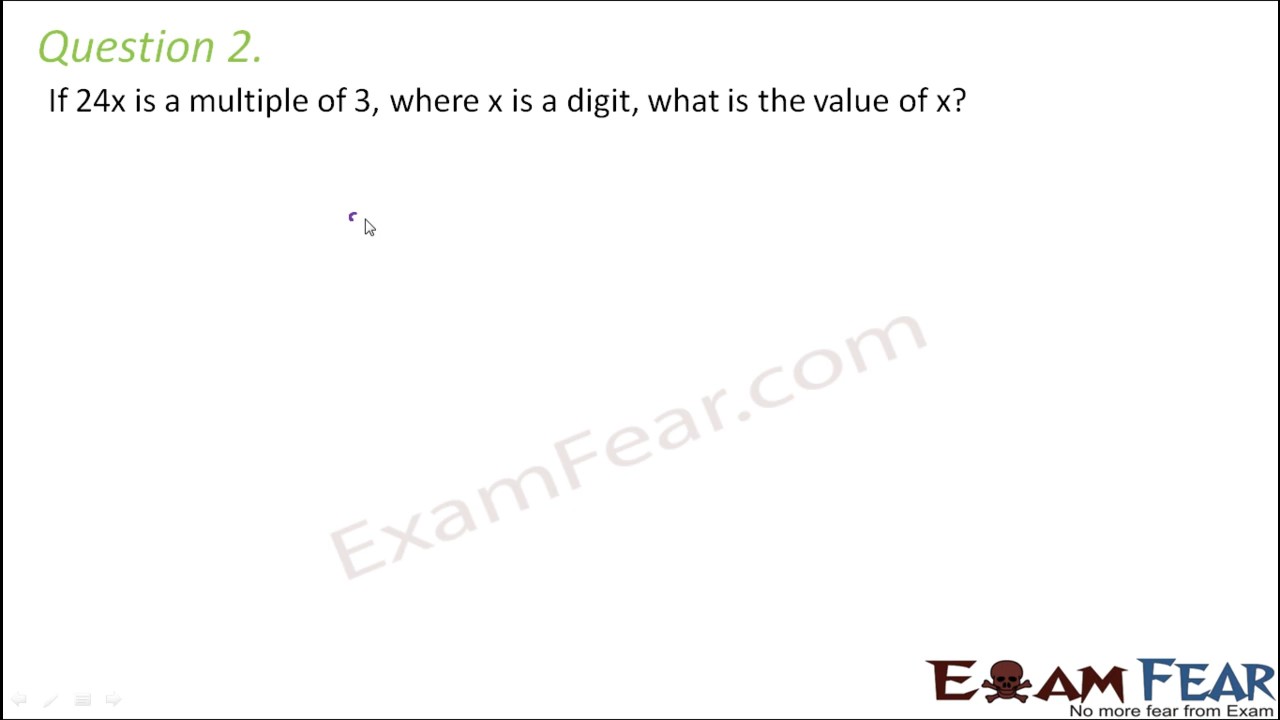 Question 2.
If 24x is a multiple of 3, where x is a digit, what is the value of x?
ExamFear.com
EXAM FEAR
No more fear from Exam